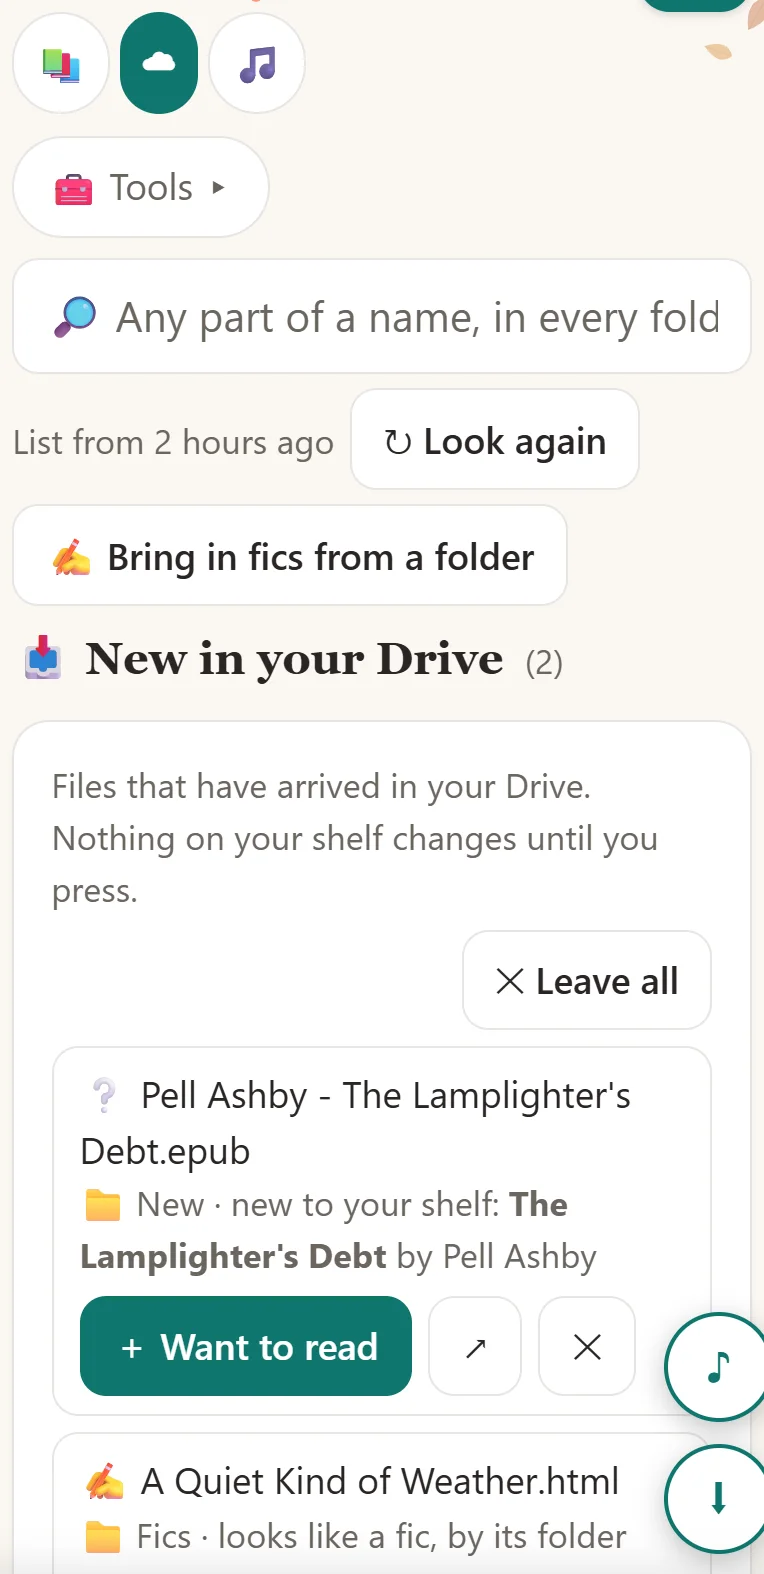 Tools
Any part of a name, in every fold
List from 2 hours ago
↻ Look again
Bring in fics from a folder
New in your Drive (2)
Files that have arrived in your Drive.
Nothing on your shelf changes until you
press.
Leave all
Pell Ashby - The Lamplighter's
Debt.epub
New · new to your shelf: The
Lamplighter's Debt by Pell Ashby
+ Want to read
A Quiet Kind of Weather.html
Fics · looks like a fic, by its folder